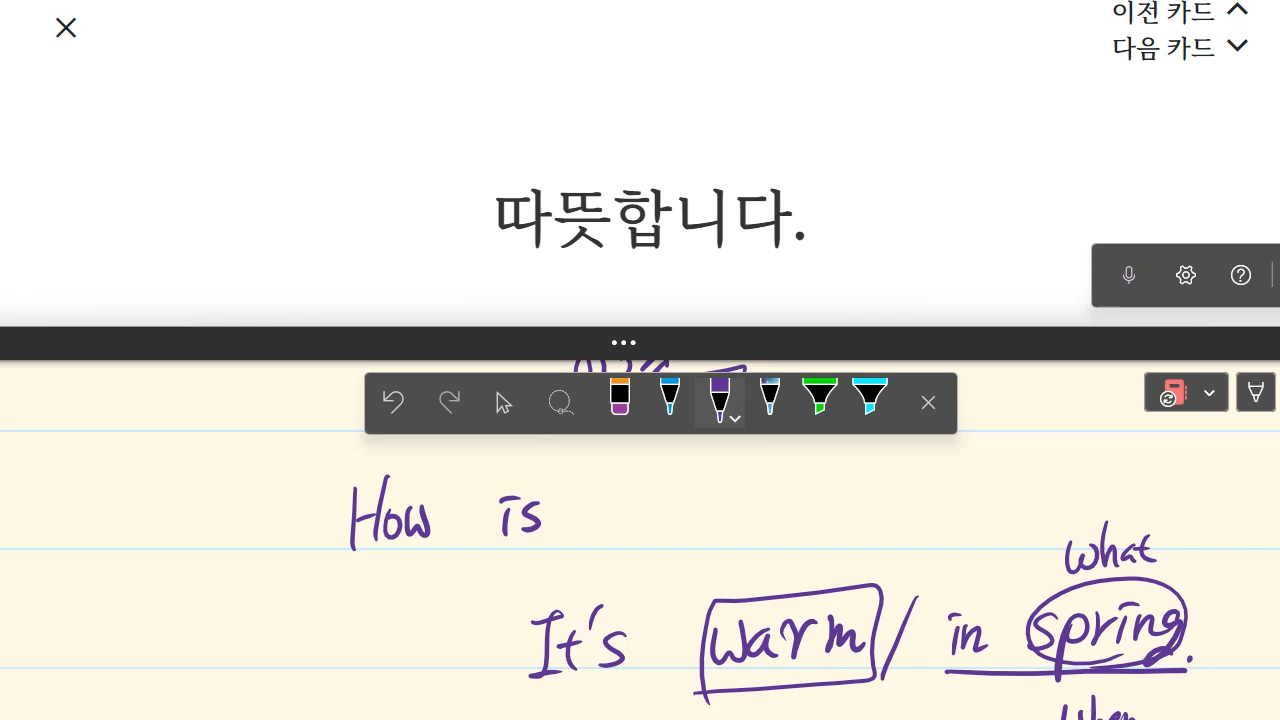 이전 카드
다음 카드
따뜻합니다.
How is
what
It's warm / in spring.
when